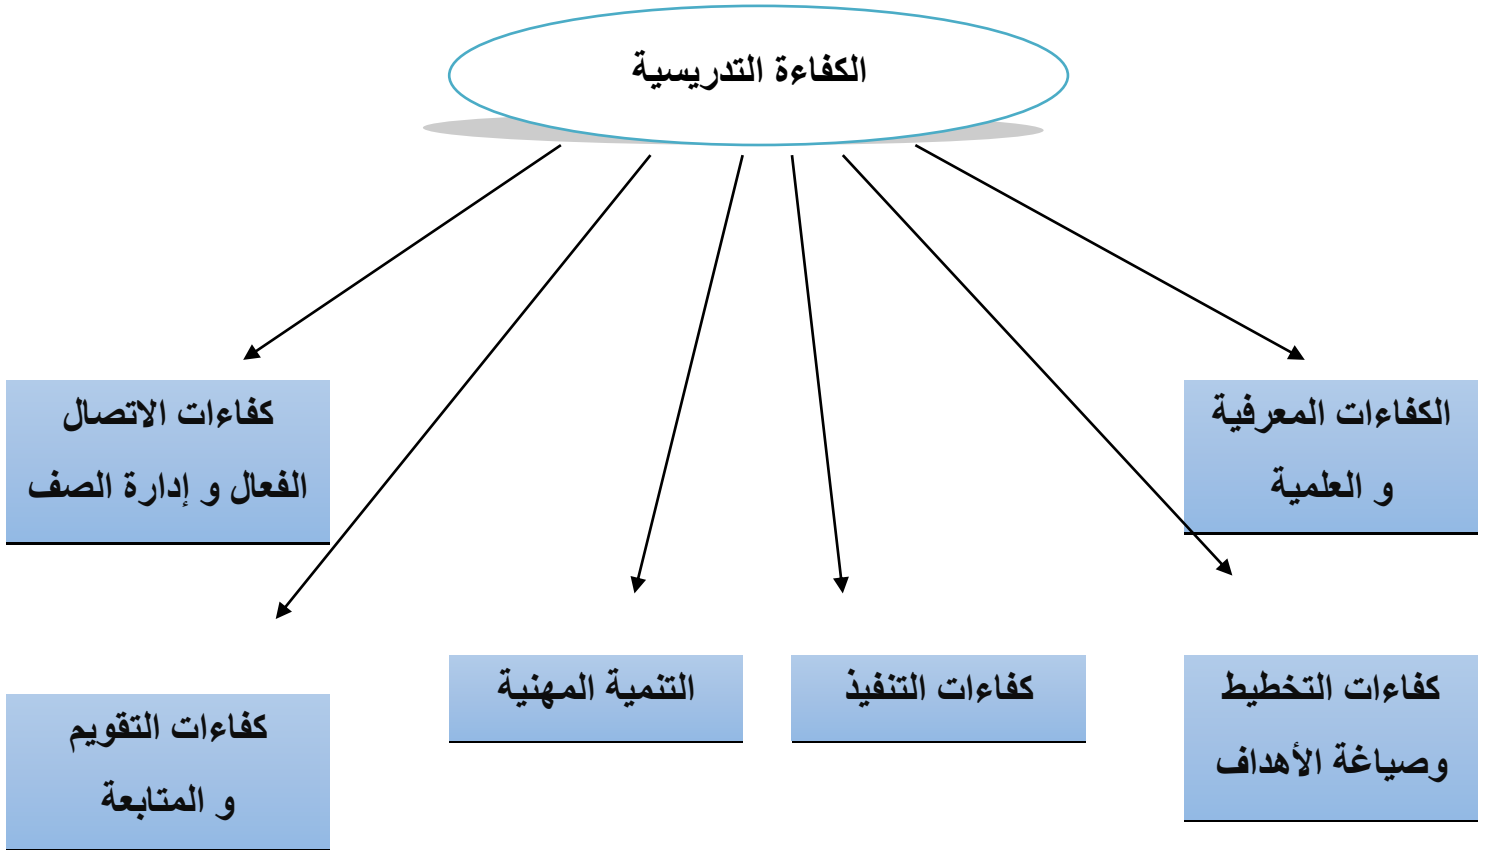 الكفاءة التدريسية
الكفاءات المعرفية
و العلمية
كفاءات الاتصال
الفعال و إدارة الصف
كفاءات التخطيط
وصياغة الأهداف
كفاءات التنفيذ
التنمية المهنية
كفاءات التقويم
و المتابعة